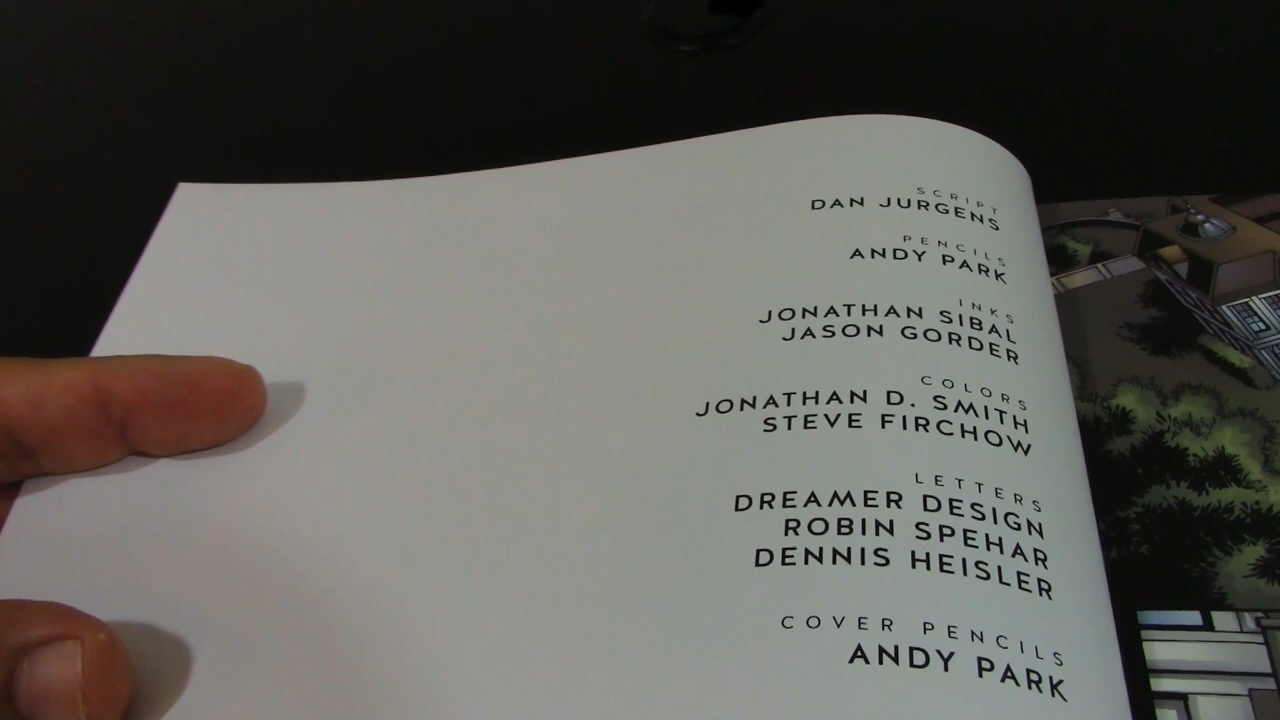 SCRIPT
DAN JURGENS
PENCILS
ANDY PARK
INKS
JONATHAN SIBAL
JASON GORDER
COLORS
JONATHAN D. SMITH
STEVE FIRCHOW
LETTERS
DREAMER DESIGN
ROBIN SPEHAR
DENNIS HEISLER
COVER PENCILS
ANDY PARK